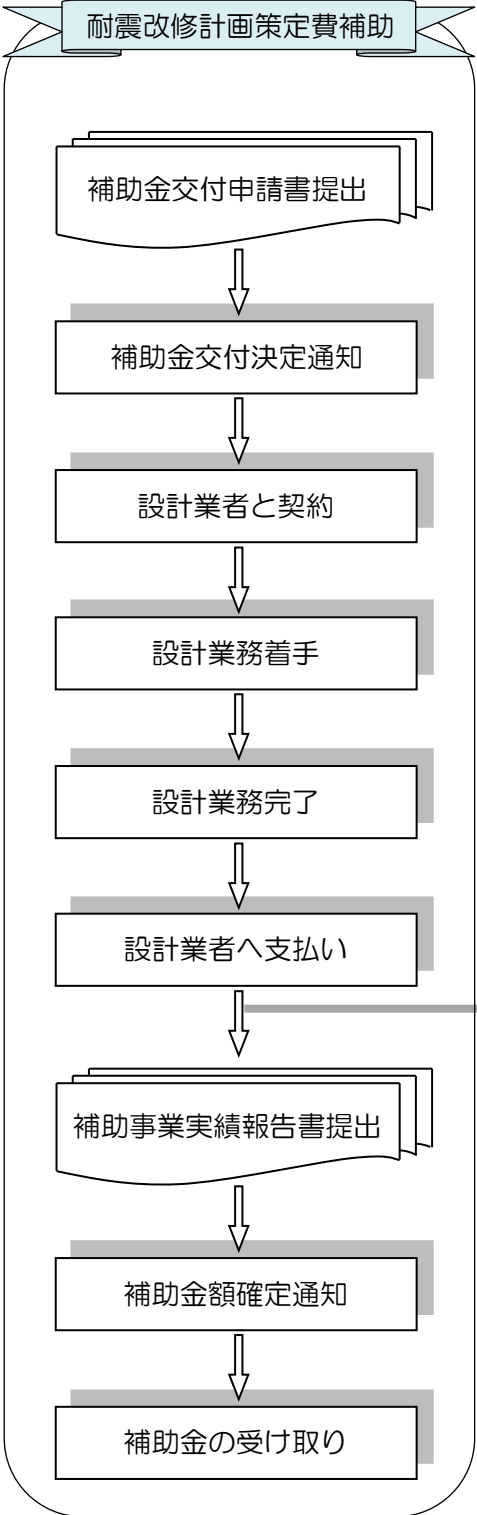 耐震改修計画策定費補助
補助金交付申請書提出
補助金交付決定通知
設計業者と契約
設計業務着手
設計業務完了
設計業者へ支払い
補助事業実績報告書提出
補助金額確定通知
補助金の受け取り